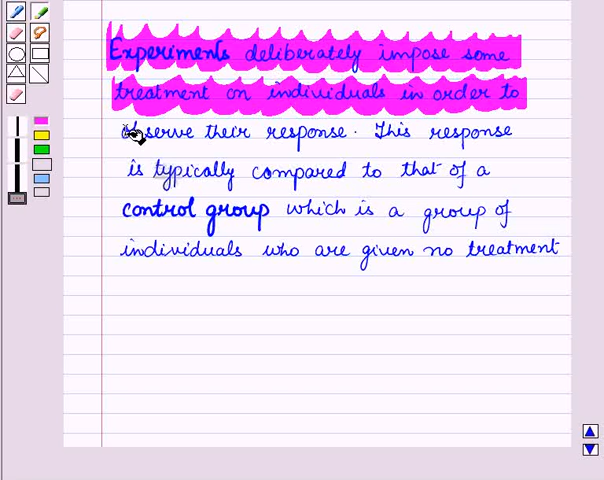 Experiments deliberately impose some
treatment on individuals in order to
observe their response. This response
is typically compared to that of a
control group which is a group of
individuals who are given no treatment